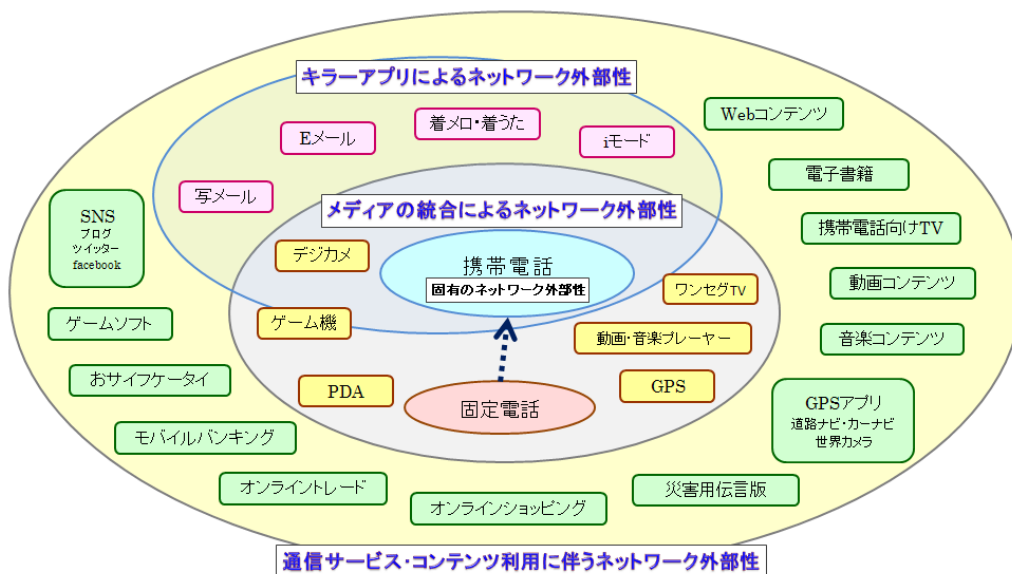 キラーアプリによるネットワーク外部性
Eメール
着メロ・着うた
iモード
写メール
Webコンテンツ
電子書籍
携帯電話向けTV
動画コンテンツ
音楽コンテンツ
GPSアプリ
道路ナビ・カーナビ
世界カメラ
SNS
ブログ
ツイッター
facebook
ゲームソフト
おサイフケータイ
モバイルバンキング
オンライントレード
オンラインショッピング
災害用伝言版
メディアの統合によるネットワーク外部性
デジカメ
携帯電話
固有のネットワーク外部性
ワンセグTV
ゲーム機
動画・音楽プレーヤー
PDA
固定電話
GPS
通信サービス・コンテンツ利用に伴うネットワーク外部性